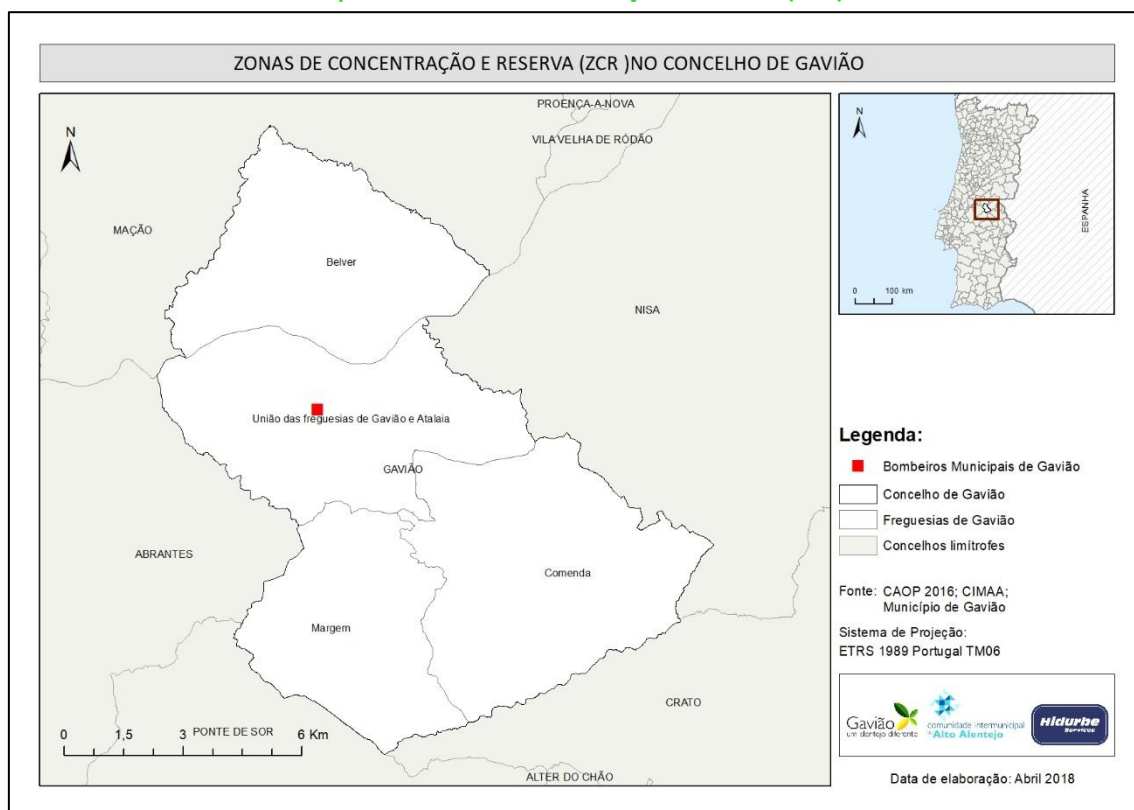 ZONAS DE CONCENTRAÇÃO E RESERVA (ZCR )NO CONCELHO DE GAVIÃO
N
PROENÇA-A-NOVA
VILA VELHA DE RÓDÃO
MAÇÃO
Belver
NISA
União das freguesias de Gavião e Atalaia
GAVIÃO
ABRANTES
Comenda
Margem
CRATO
PONTE DE SOR
0 1,5 3 6 Km
ALTER DO CHÃO
N
ESPANHA
0 100 km
Legenda:
Bombeiros Municipais de Gavião
Concelho de Gavião
Freguesias de Gavião
Concelhos limítrofes
Fonte: CAOP 2016; CIMAA;
Município de Gavião
Sistema de Projeção:
ETRS 1989 Portugal TM06
Gavião
um alentejo diferente
comunidade intermunicipal
do Alto Alentejo
Hidurbe
Serviços
Data de elaboração: Abril 2018